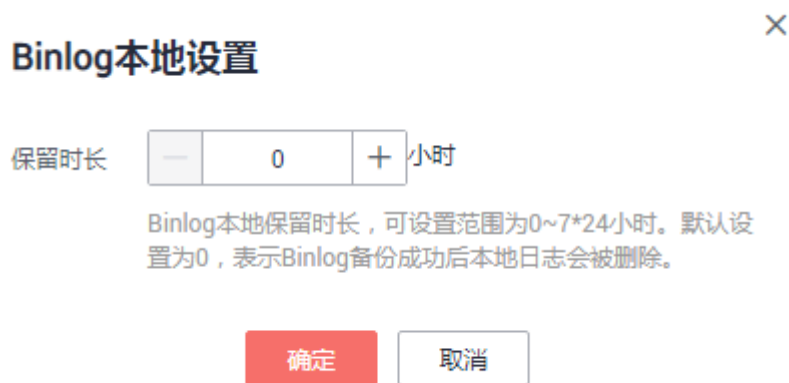 Binlog本地设置
保留时长 0 小时
Binlog本地保留时长，可设置范围为0~7*24小时。默认设
置为0，表示Binlog备份成功后本地日志会被删除。
确定 取消